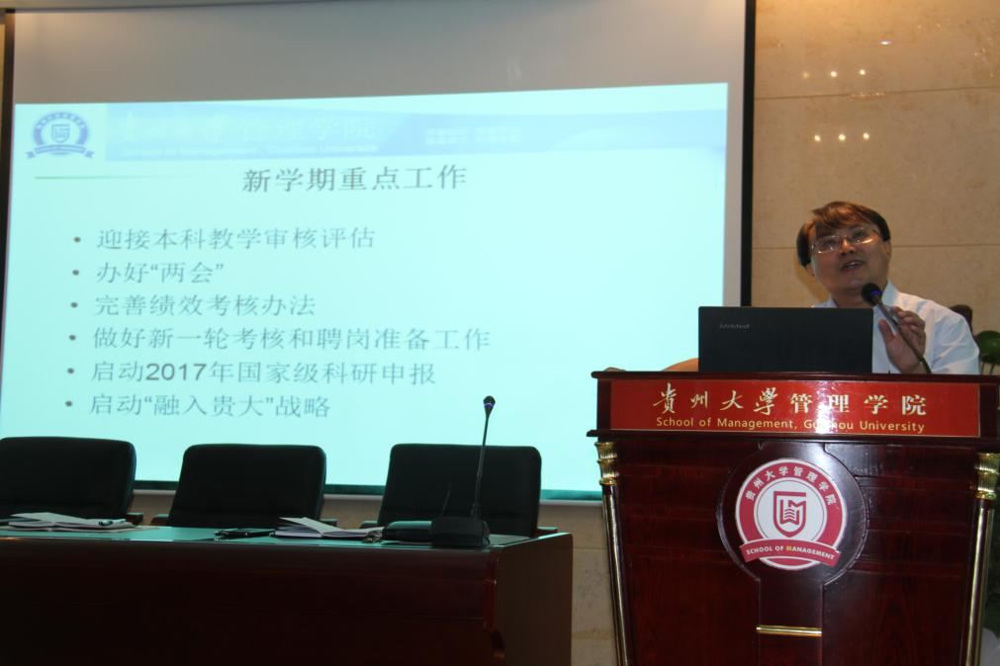 贵州大学管理学院
School of Management, Guizhou University
新学期重点工作
• 迎接本科教学审核评估
• 办好“两会”
• 完善绩效考核办法
• 做好新一轮考核和聘岗准备工作
• 启动2017年国家级科研申报
• 启动“融入贵大”战略
貴州大學管理学院
School of Management, Guizhou University
贵州大学管理学院
SCHOOL OF MANAGEMENT